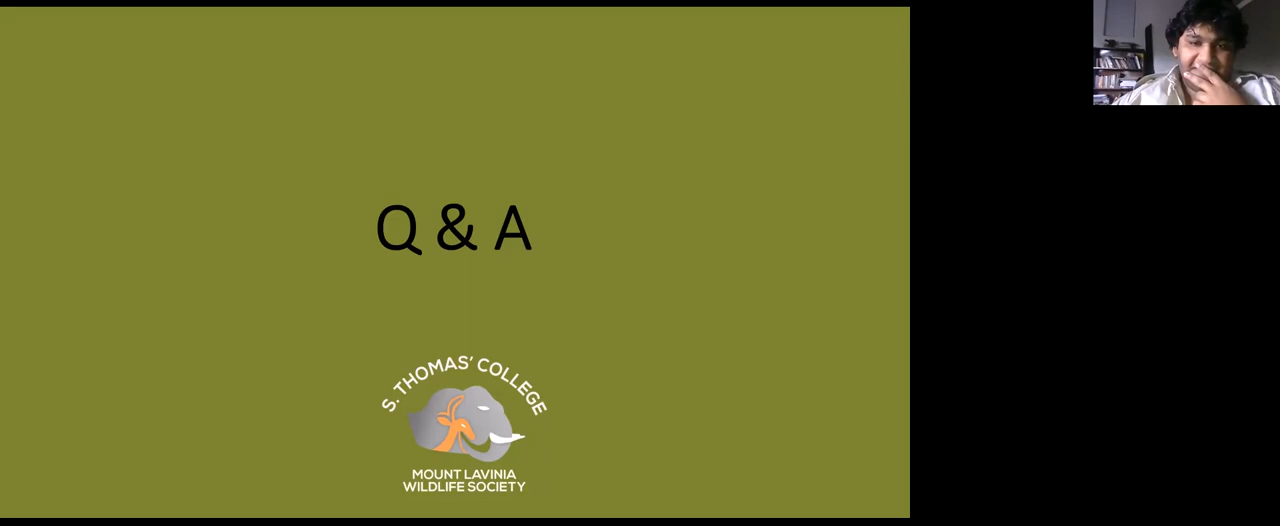 Q & A
S. THOMAS' COLLEGE
MOUNT LAVINIA
WILDLIFE SOCIETY